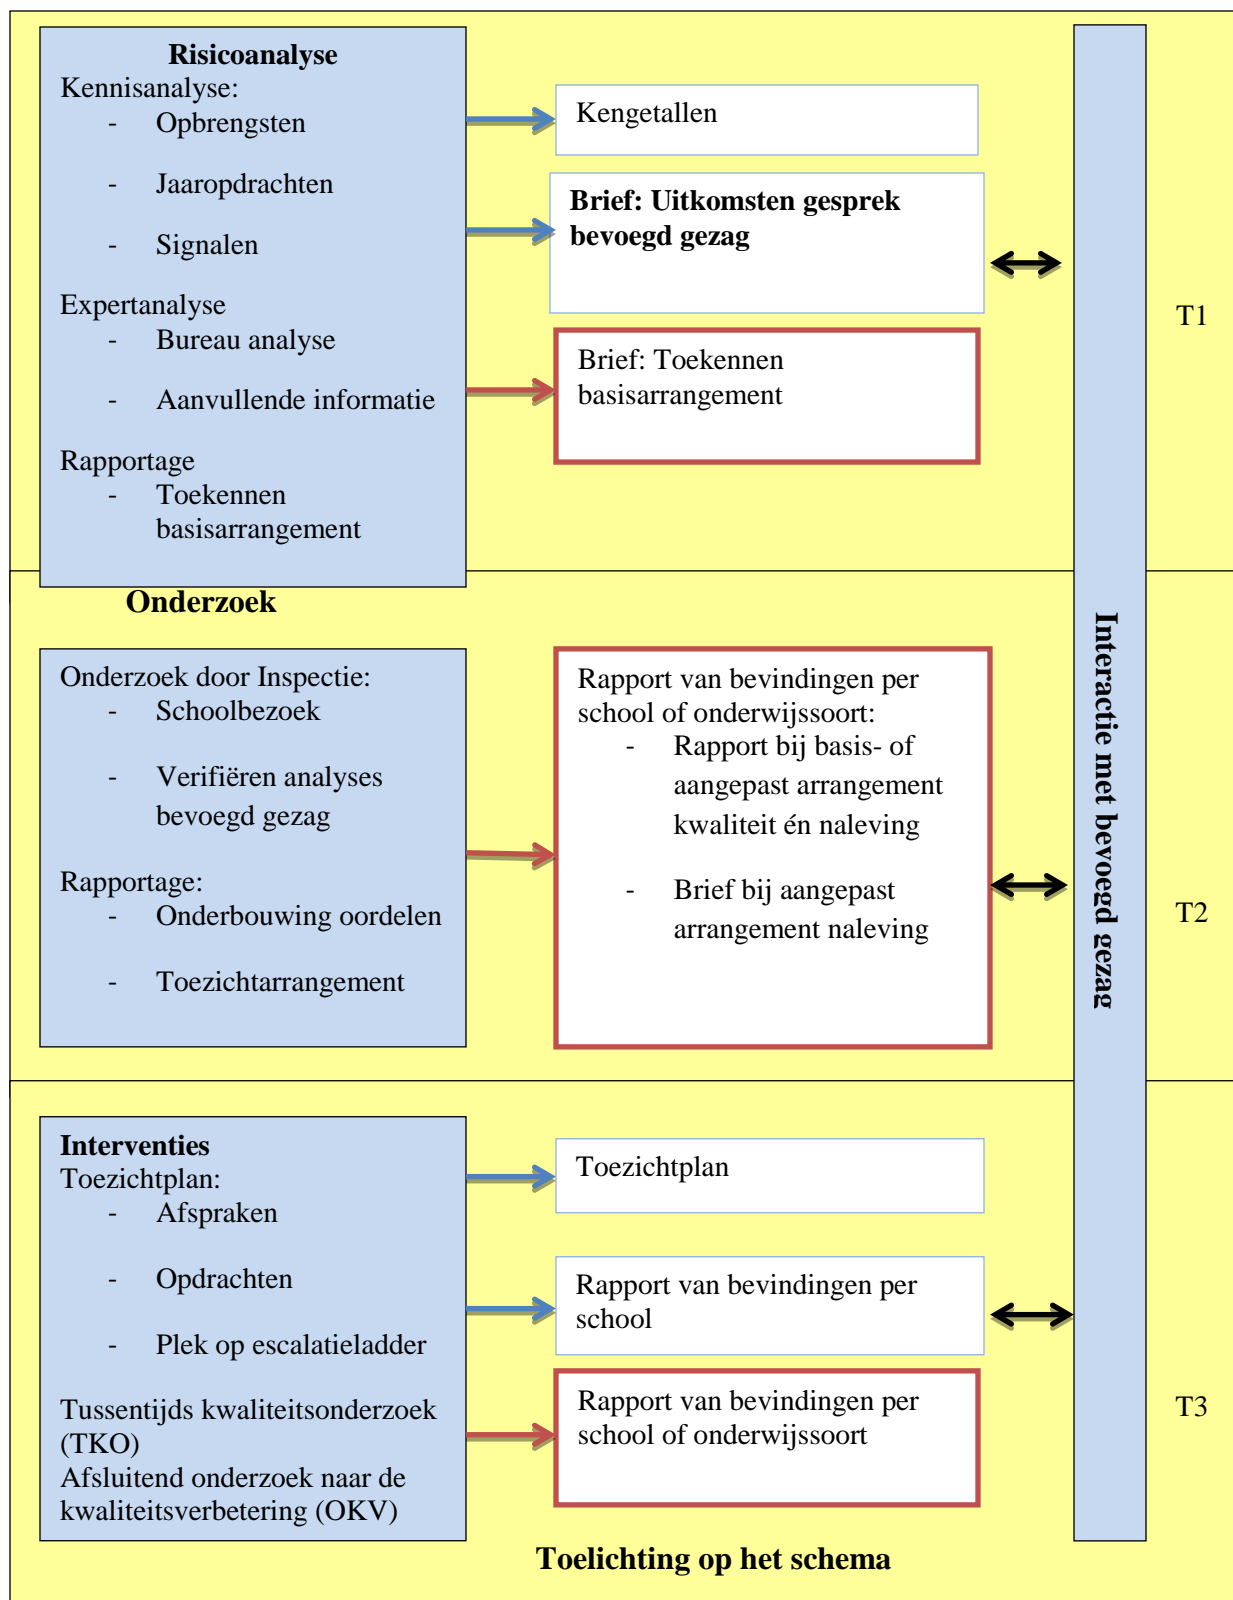 Risicoanalyse
Kennisanalyse:
- Opbrengsten
- Jaaropdrachten
- Signalen
Expertanalyse
- Bureau analyse
- Aanvullende informatie
Rapportage
- Toekennen
basisarrangement
Kengetallen
Brief: Uitkomsten gesprek
bevoegd gezag
Brief: Toekennen
basisarrangement
T1
Onderzoek
Onderzoek door Inspectie:
- Schoolbezoek
- Verifiëren analyses
bevoegd gezag
Rapportage:
- Onderbouwing oordelen
- Toezichtarrangement
Rapport van bevindingen per
school of onderwijssoort:
- Rapport bij basis- of
aangepast arrangement
kwaliteit én naleving
- Brief bij aangepast
arrangement naleving
Interactie met bevoegd gezag
T2
Interventies
Toezichtplan:
- Afspraken
- Opdrachten
- Plek op escalatieladder
Tussentijds kwaliteitsonderzoek
(TKO)
Afsluitend onderzoek naar de
kwaliteitsverbetering (OKV)
Toezichtplan
Rapport van bevindingen per
school
Rapport van bevindingen per
school of onderwijssoort
T3
Toelichting op het schema